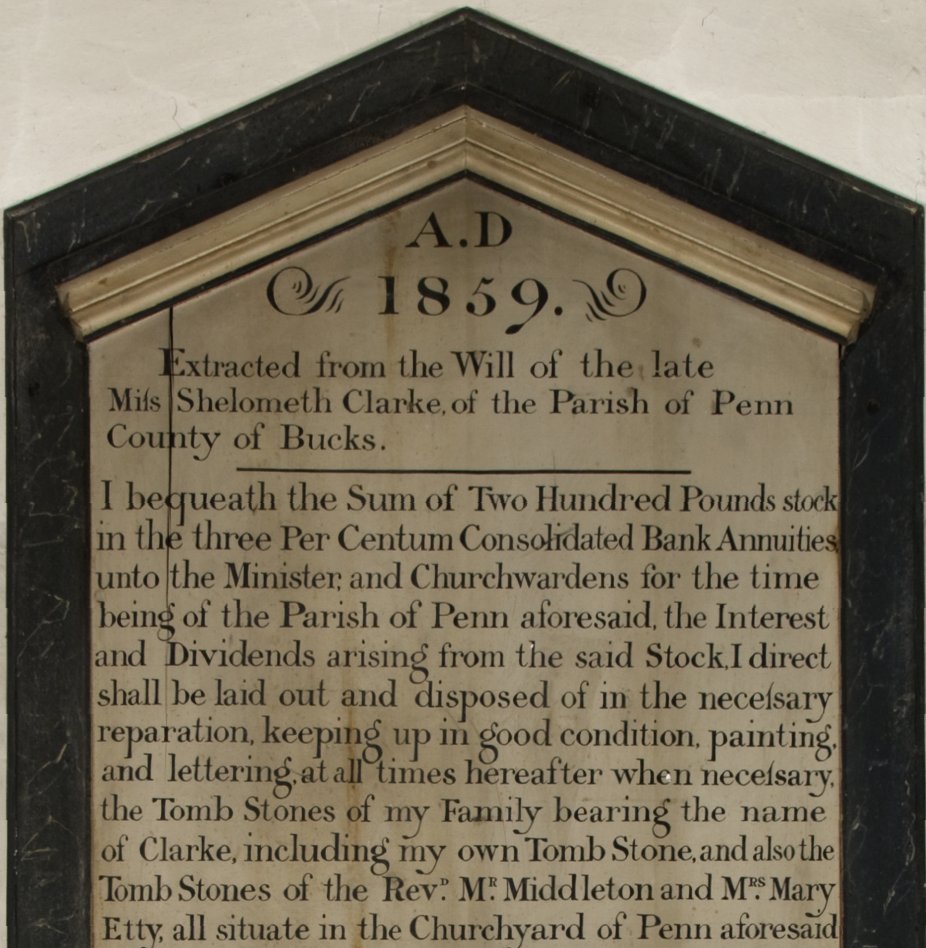 A.D
1859.
Extracted from the Will of the late
Miſs Shelometh Clarke, of the Parish of Penn
County of Bucks.
I bequeath the Sum of Two Hundred Pounds stock
in the three Per Centum Consolidated Bank Annuities
unto the Minister, and Churchwardens for the time
being of the Parish of Penn aforesaid, the Interest
and Dividends arising from the said Stock, I direct
shall be laid out and disposed of in the neceſsary
reparation, keeping up in good condition, painting,
and lettering, at all times hereafter when neceſsary,
the Tomb Stones of my Family bearing the name
of Clarke, including my own Tomb Stone, and also the
Tomb Stones of the Revᴰ. Mᴿ. Middleton and Mᴿˢ. Mary
Etty, all situate in the Churchyard of Penn aforesaid